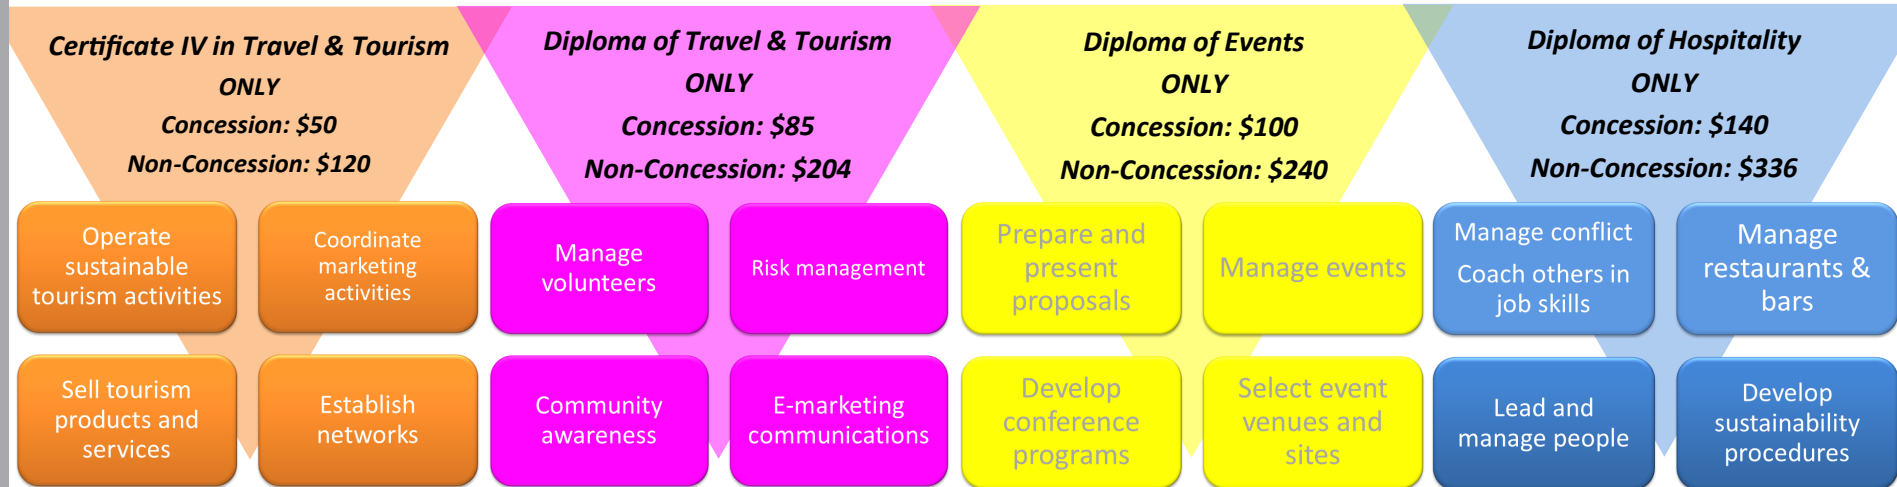 Certificate IV in Travel & Tourism
ONLY
Concession: $50
Non-Concession: $120
Operate
sustainable
tourism activities
Coordinate
marketing
activities
Sell tourism
products and
services
Establish
networks
Diploma of Travel & Tourism
ONLY
Concession: $85
Non-Concession: $204
Manage
volunteers
Risk management
Community
awareness
E-marketing
communications
Diploma of Events
ONLY
Concession: $100
Non-Concession: $240
Prepare and
present
proposals
Manage events
Develop
conference
programs
Select event
venues and
sites
Diploma of Hospitality
ONLY
Concession: $140
Non-Concession: $336
Manage conflict
Coach others in
job skills
Manage
restaurants &
bars
Lead and
manage people
Develop
sustainability
procedures